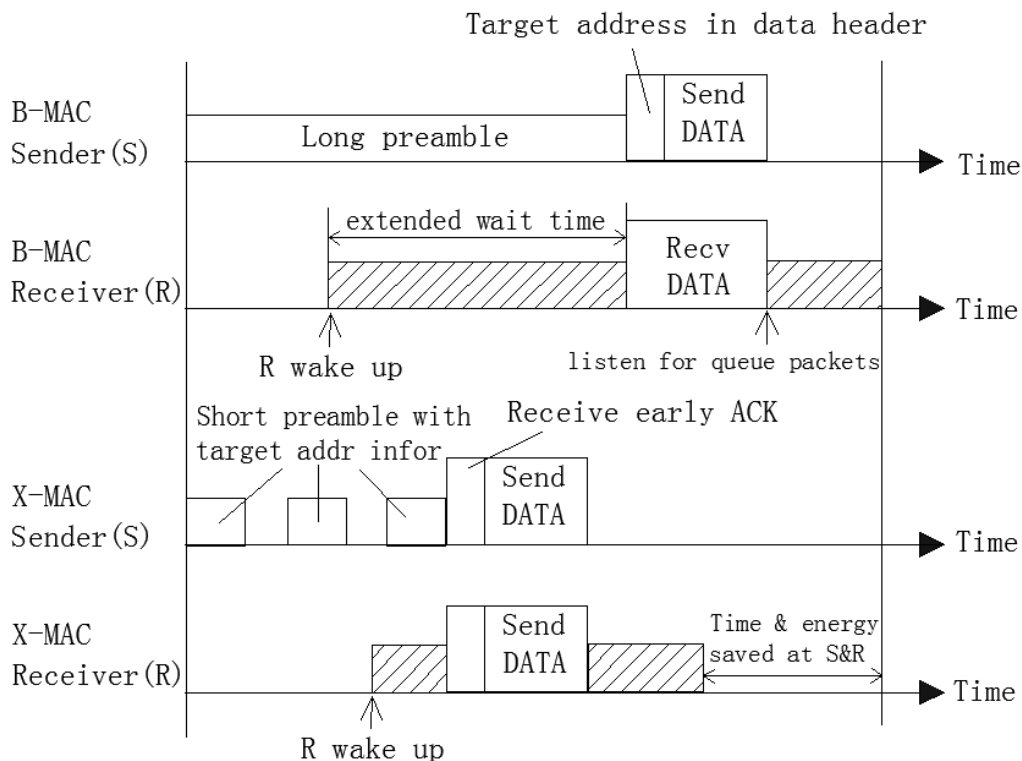 Target address in data header
B-MAC
Sender(S)
Send
DATA
Long preamble
Time
B-MAC
Receiver(R)
extended wait time
Recv
DATA
Time
R wake up
listen for queue packets
Short preamble with
target addr infor
Receive early ACK
X-MAC
Sender(S)
Send
DATA
Time
X-MAC
Receiver(R)
Send
DATA
Time & energy
saved at S&R
Time
R wake up